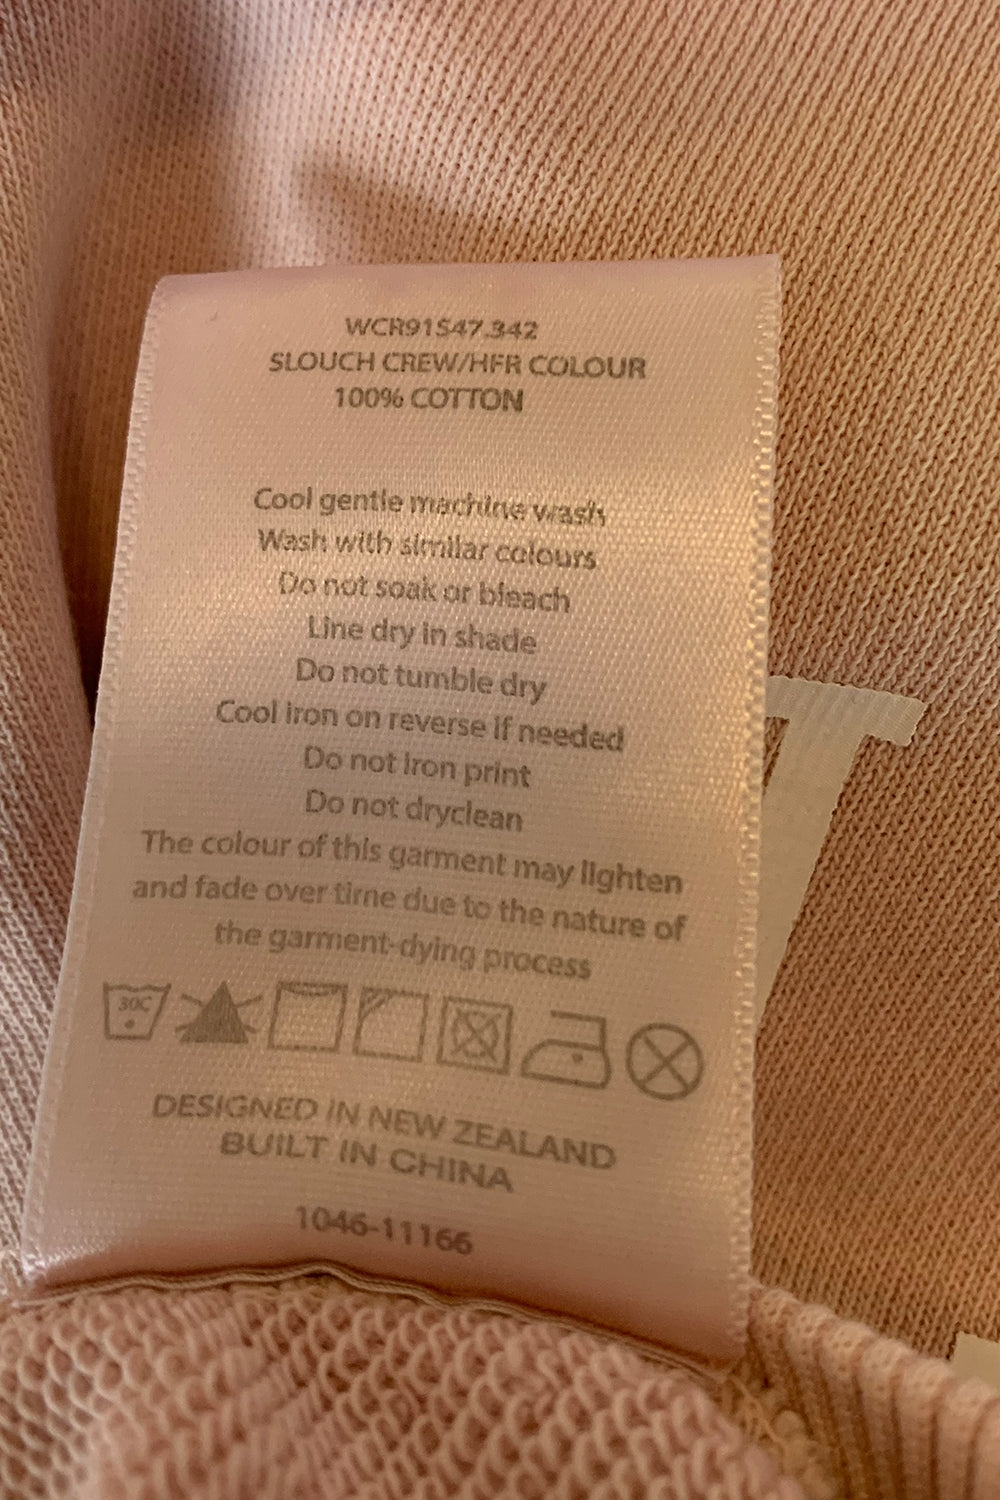 WCR91547.342
SLOUCH CREW/HFR COLOUR
100% COTTON
Cool gentle machine wash
Wash with similar colours
Do not soak or bleach
Line dry in shade
Do not tumble dry
Cool iron on reverse if needed
Do not iron print
Do not dryclean
The colour of this garment may lighten
and fade over time due to the nature of
the garment-dying process
30C
DESIGNED IN NEW ZEALAND
BUILT IN CHINA
1046-11166